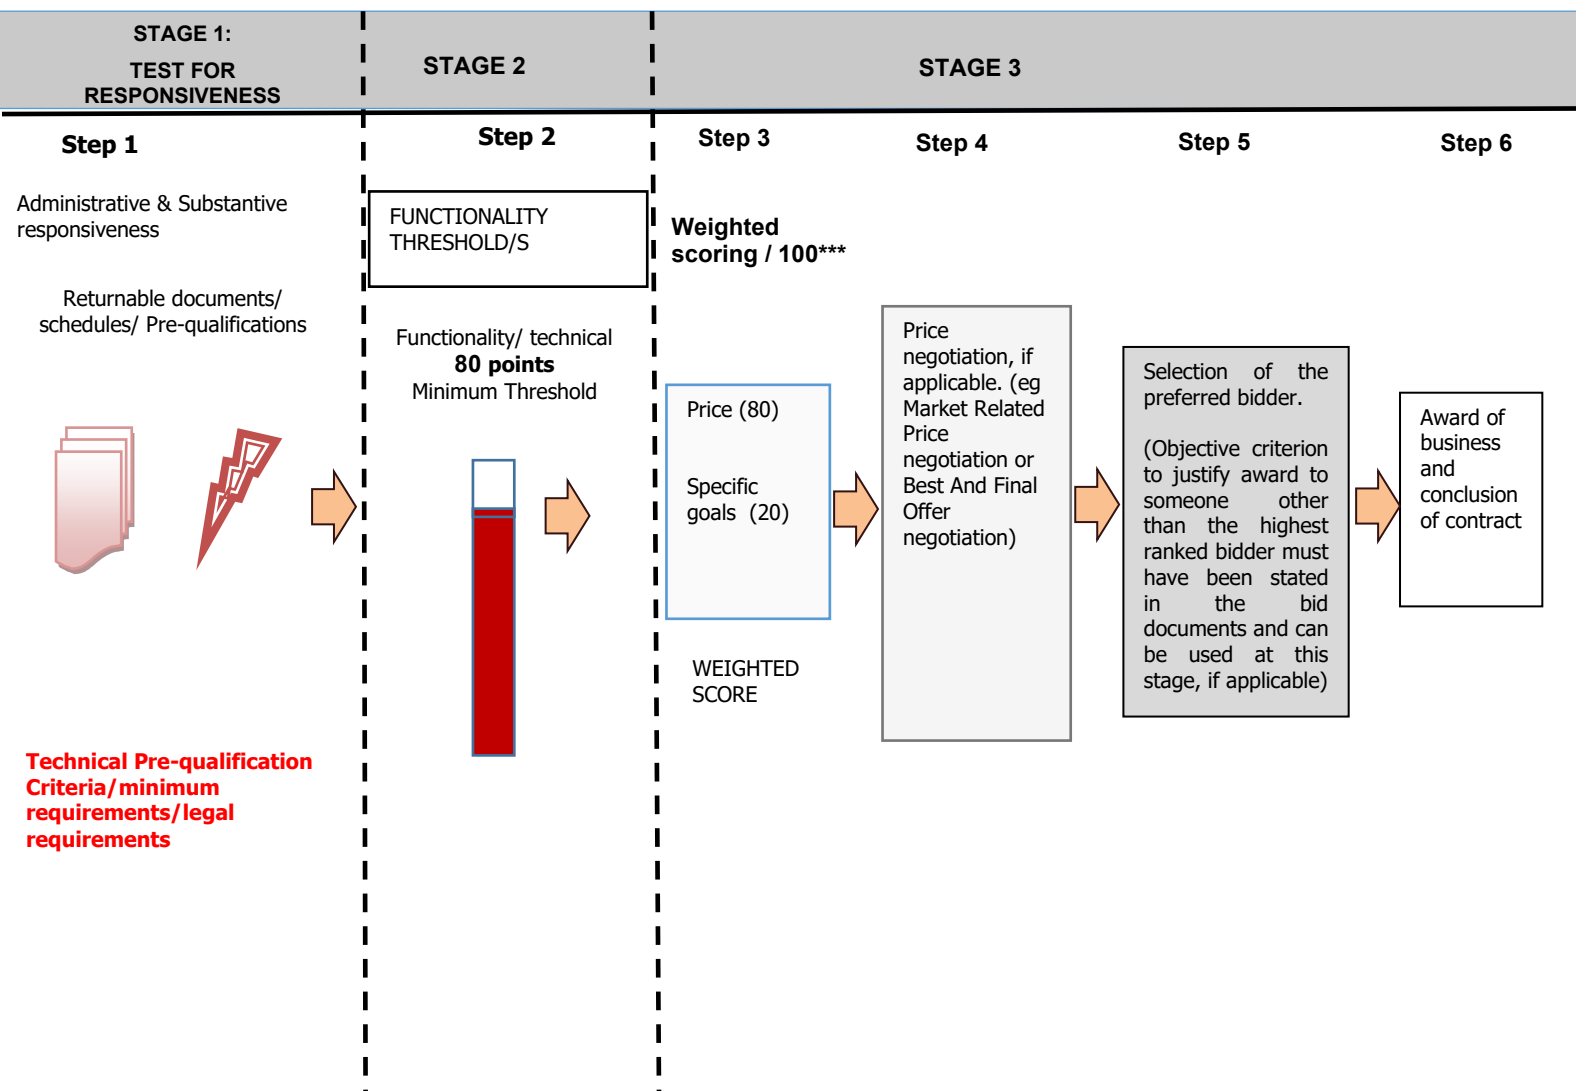 STAGE 1:
TEST FOR
RESPONSIVENESS
STAGE 2
STAGE 3
Step 1
Step 2
Step 3
Step 4
Step 5
Step 6
Administrative & Substantive
responsiveness
Returnable documents/
schedules/ Pre-qualifications
Technical Pre-qualification
Criteria/minimum
requirements/legal
requirements
FUNCTIONALITY
THRESHOLD/S
Functionality/ technical
80 points
Minimum Threshold
Weighted
scoring / 100***
Price (80)
Specific
goals (20)
WEIGHTED
SCORE
Price
negotiation, if
applicable. (eg
Market Related
Price
negotiation or
Best And Final
Offer
negotiation)
Selection of the
preferred bidder.
(Objective criterion
to justify award to
someone other
than the highest
ranked bidder must
have been stated
in the bid
documents and can
be used at this
stage, if applicable)
Award of
business
and
conclusion
of contract